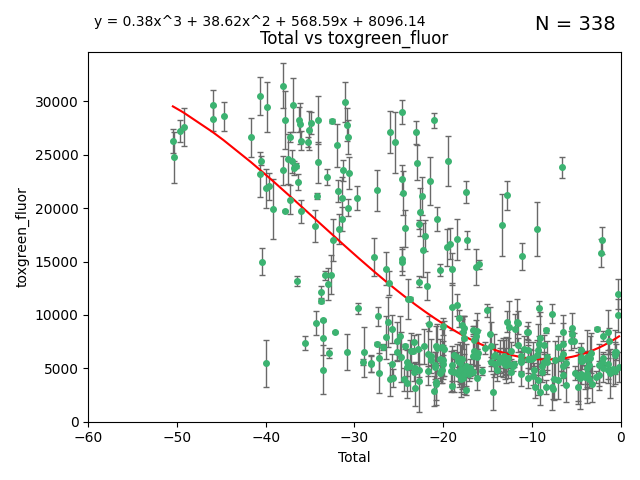 y = 0.38x^3 + 38.62x^2 + 568.59x + 8096.14
N = 338
Total vs toxgreen_fluor
30000
25000
20000
15000
10000
5000
0
toxgreen_fluor
−60
−50
−40
−30
−20
−10
0
Total